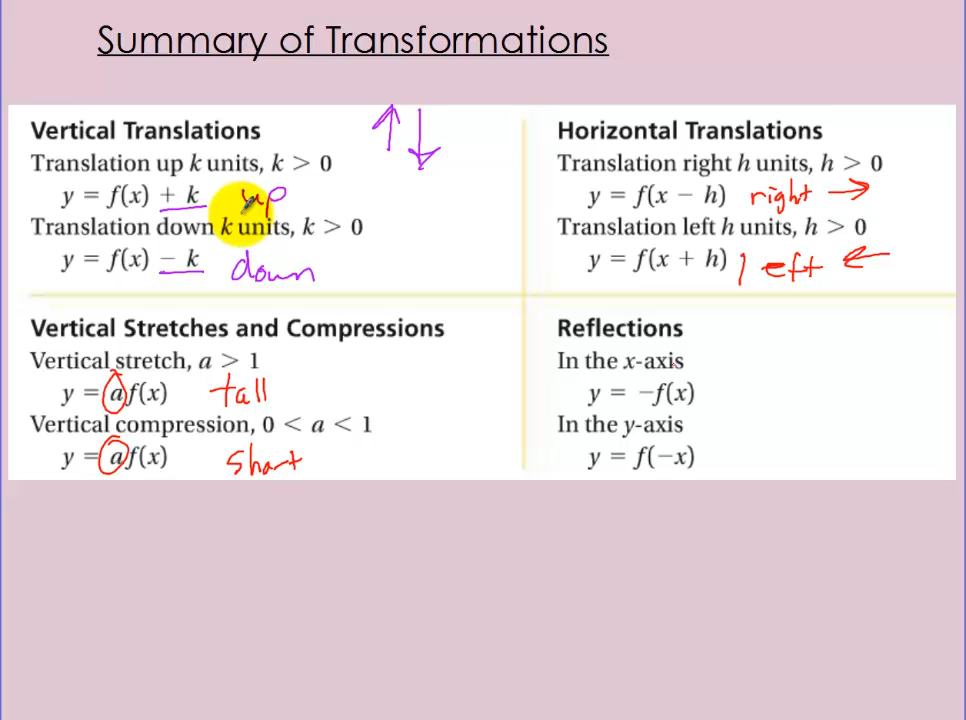 Summary of Transformations
Vertical Translations
Translation up k units, k > 0
y = f(x) + k up
Translation down k units, k > 0
y = f(x) − k down
Horizontal Translations
Translation right h units, h > 0
y = f(x − h) right →
Translation left h units, h > 0
y = f(x + h) left ←
Vertical Stretches and Compressions
Vertical stretch, a > 1
y = af(x) tall
Vertical compression, 0 < a < 1
y = af(x) short
Reflections
In the x-axis
y = −f(x)
In the y-axis
y = f(−x)